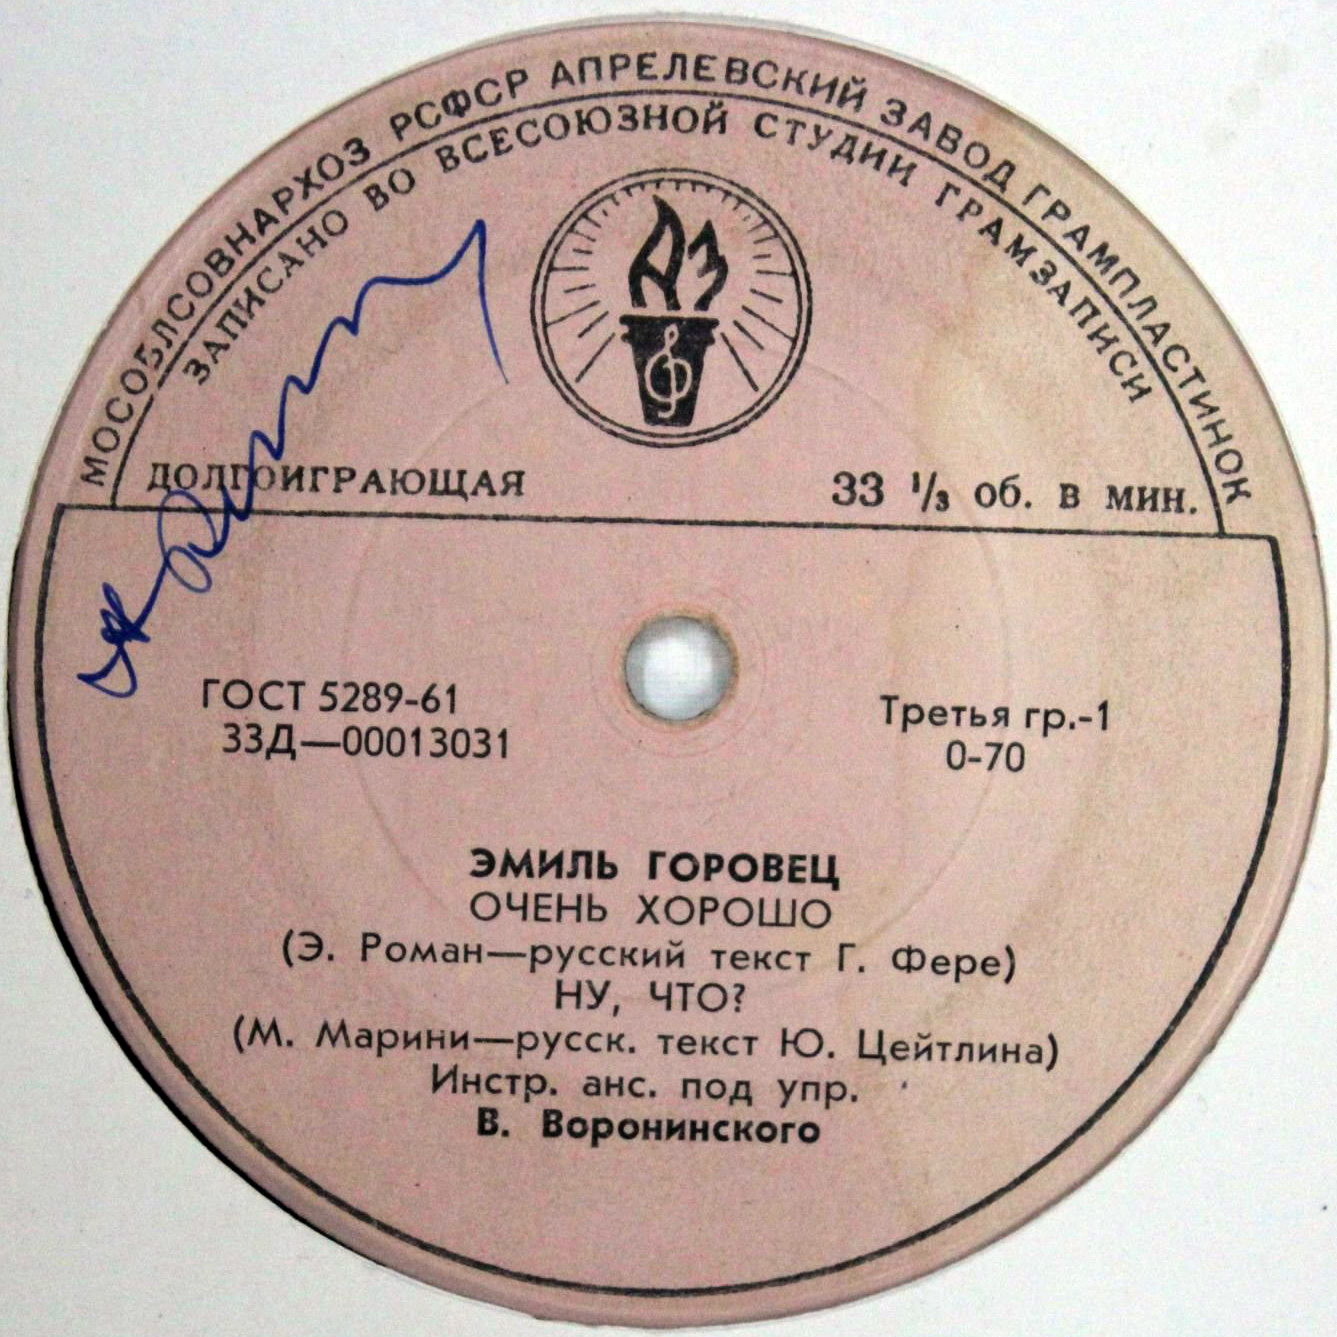 МОСОБЛСОВНАРХОЗ РСФСР АПРЕЛЕВСКИЙ ЗАВОД ГРАМПЛАСТИНОК
ЗАПИСАНО ВО ВСЕСОЮЗНОЙ СТУДИИ ГРАМЗАПИСИ
АЗ
ДОЛГОИГРАЮЩАЯ 33 1/3 об. в мин.
ГОСТ 5289-61 Третья гр.-1
33Д—00013031 0-70
ЭМИЛЬ ГОРОВЕЦ
ОЧЕНЬ ХОРОШО
(Э. Роман—русский текст Г. Фере)
НУ, ЧТО?
(М. Марини—русск. текст Ю. Цейтлина)
Инстр. анс. под упр.
В. Воронинского